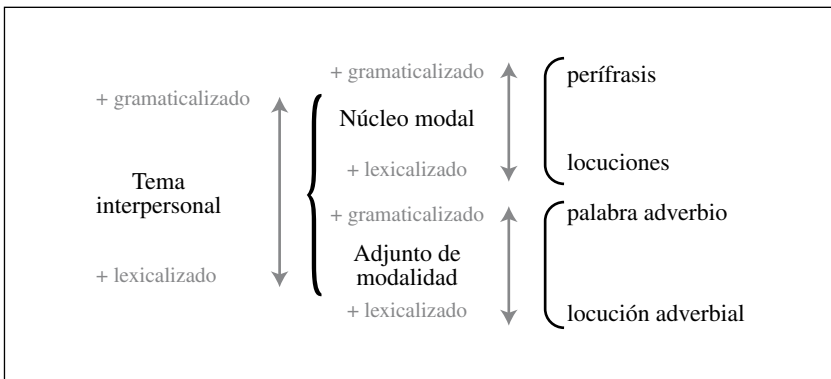 + gramaticalizado
Tema
interpersonal
+ lexicalizado
+ gramaticalizado
Núcleo modal
+ lexicalizado
+ gramaticalizado
Adjunto de
modalidad
+ lexicalizado
perífrasis
locuciones
palabra adverbio
locución adverbial